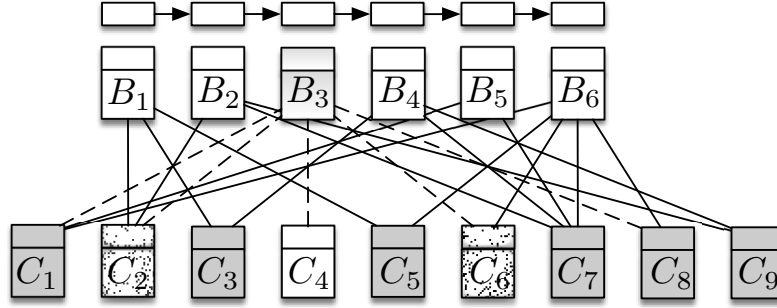 B₁ B₂ B₃ B₄ B₅ B₆
C₁ C₂ C₃ C₄ C₅ C₆ C₇ C₈ C₉